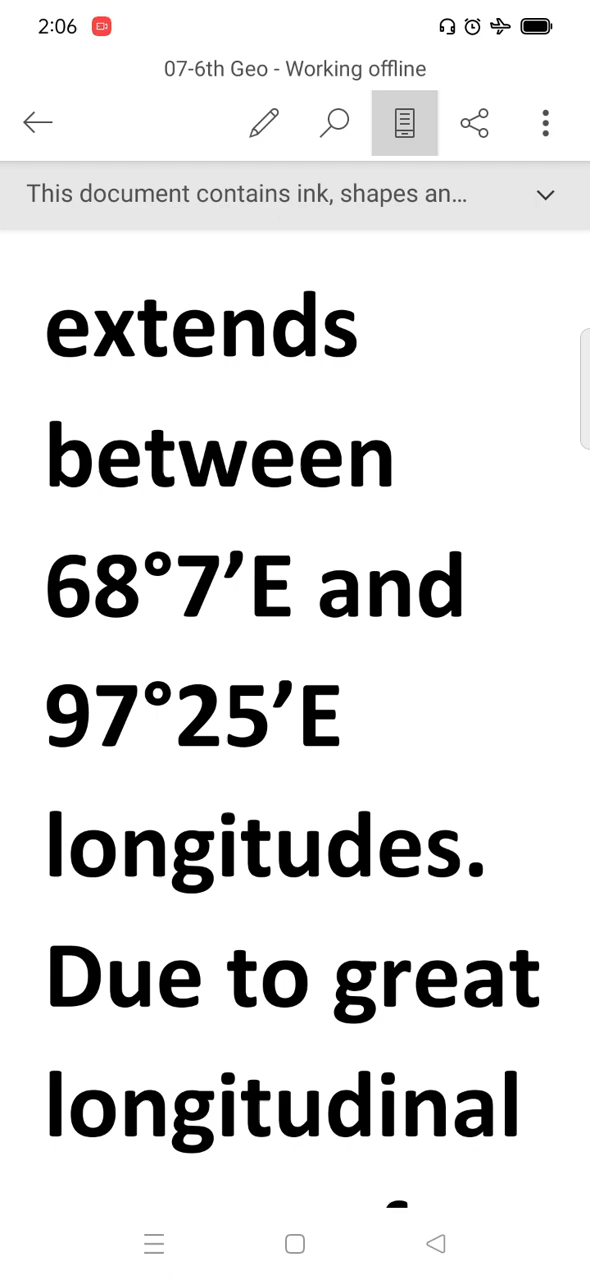 2:06
07-6th Geo - Working offline
This document contains ink, shapes an...
extends
between
68°7’E and
97°25’E
longitudes.
Due to great
longitudinal